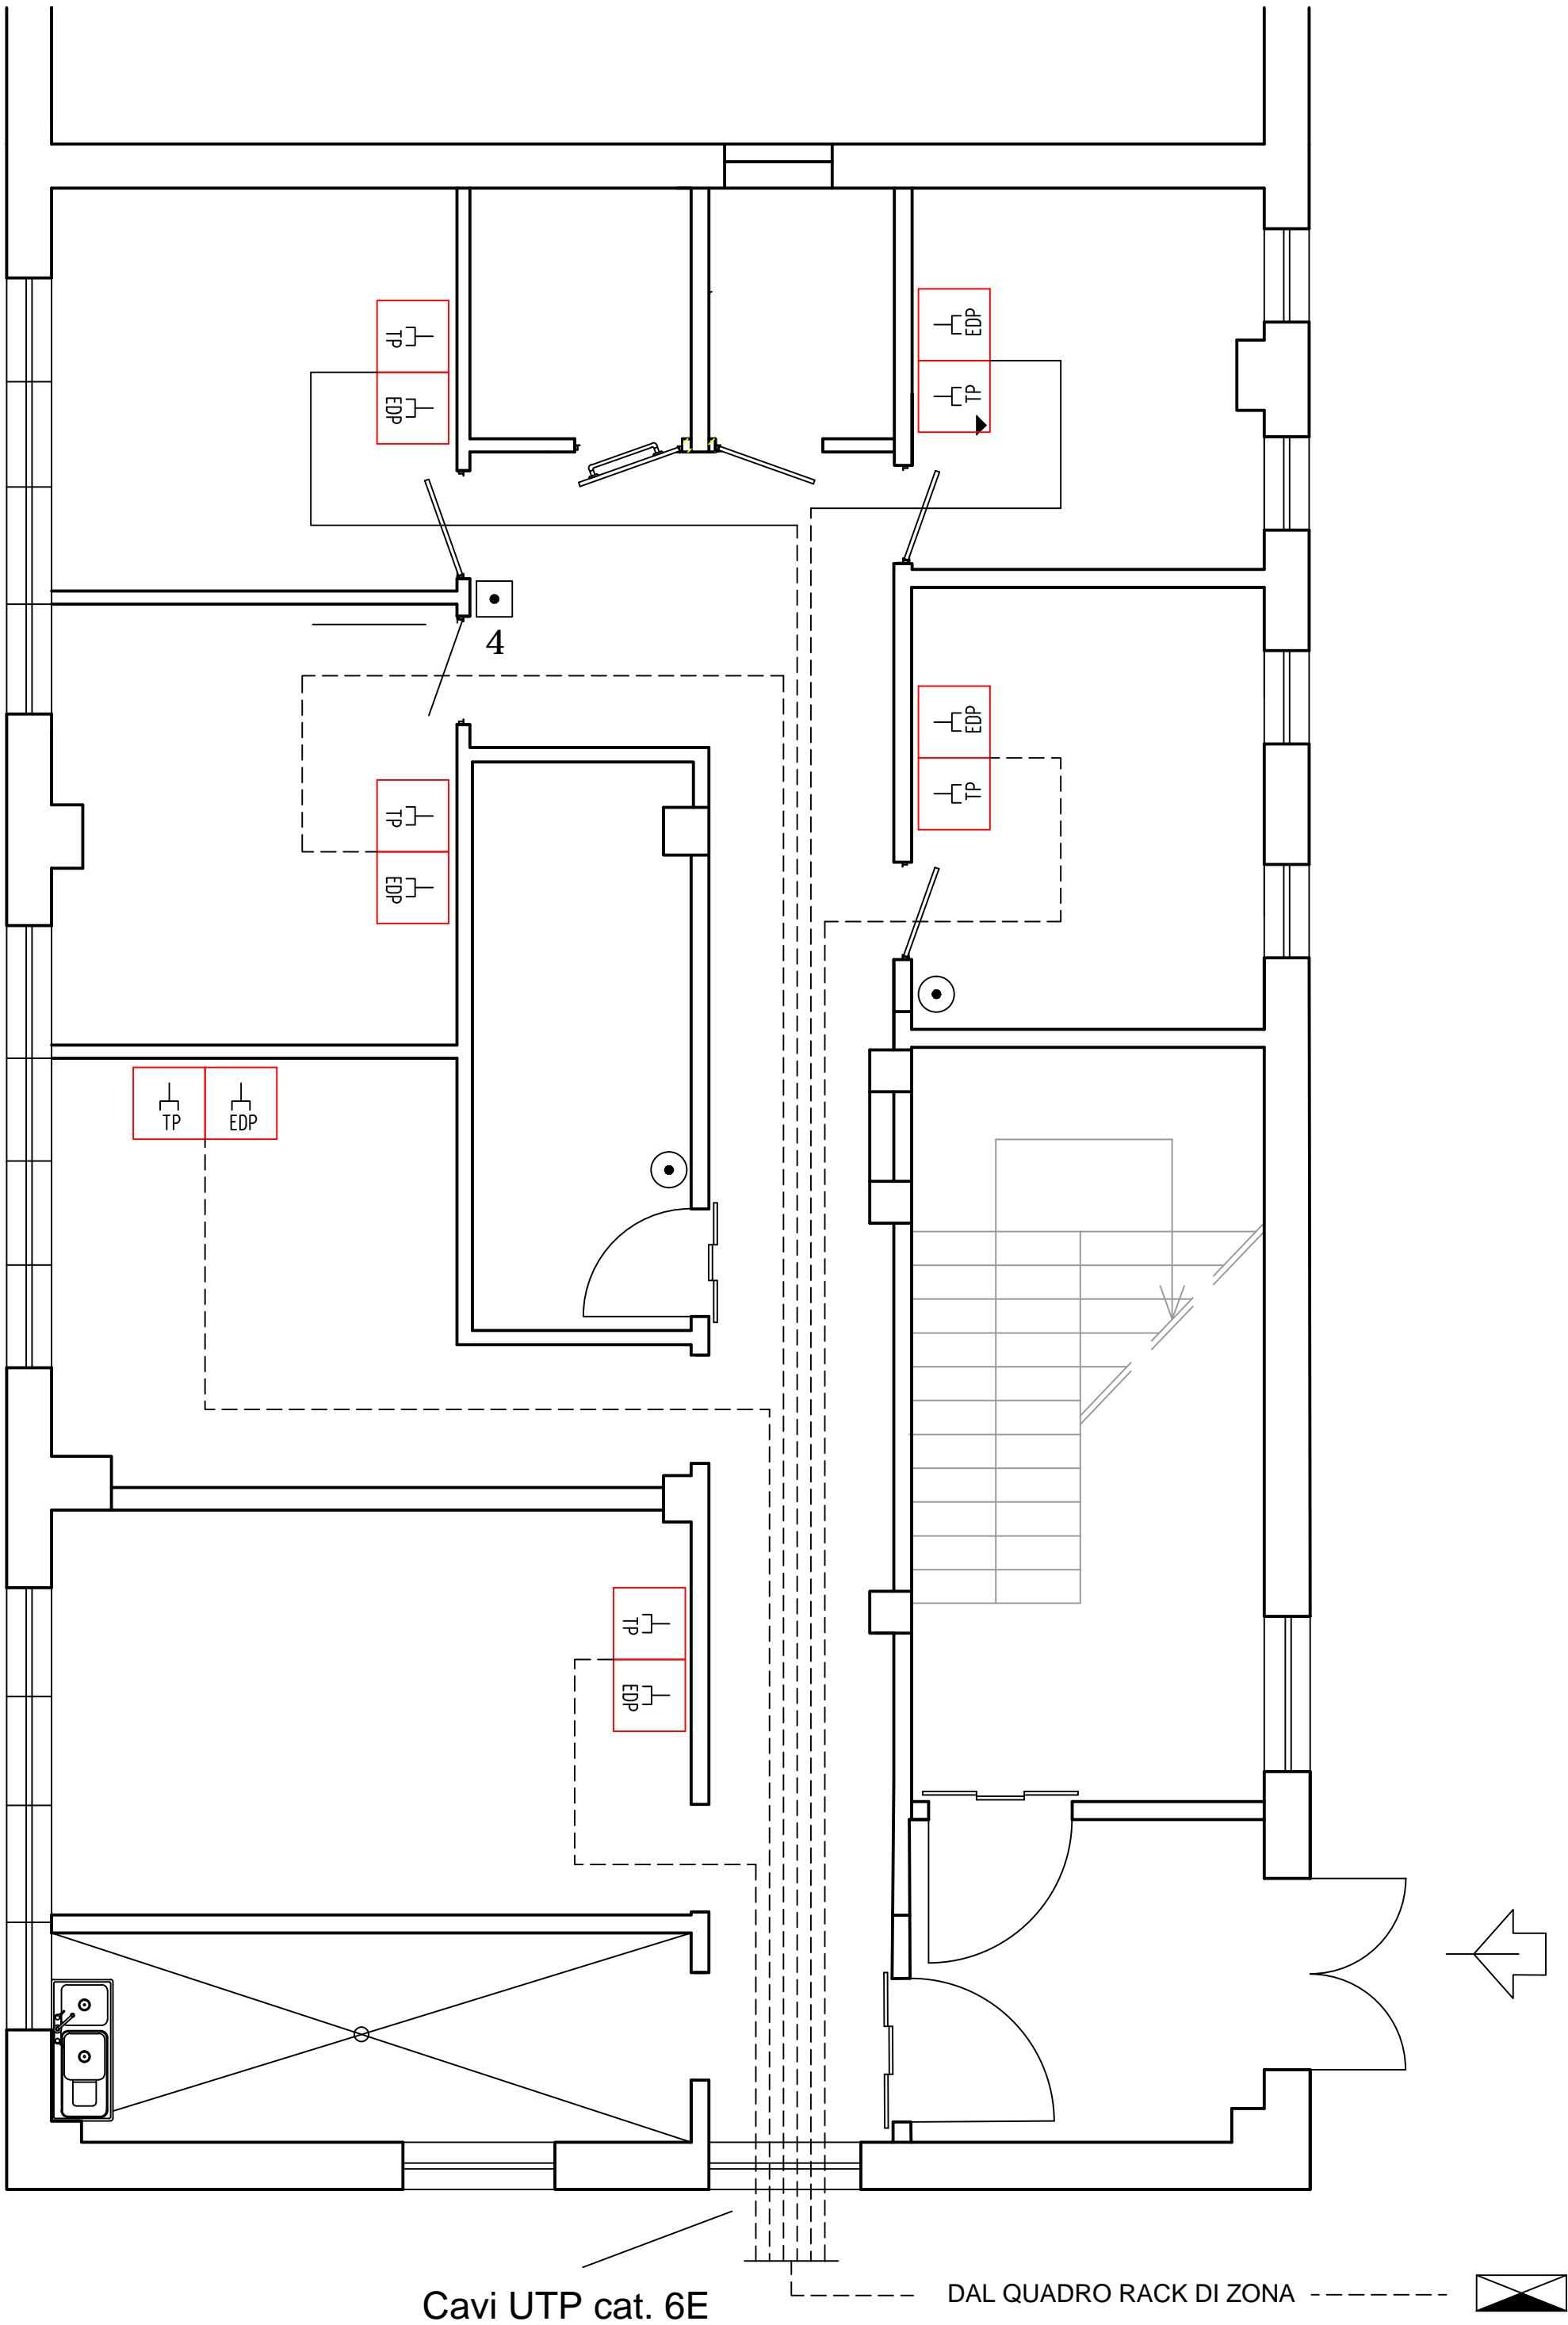 EDP
TP
TP
EDP
4
EDP
TP
TP
EDP
TP EDP
TP
EDP
DAL QUADRO RACK DI ZONA
Cavi UTP cat. 6E